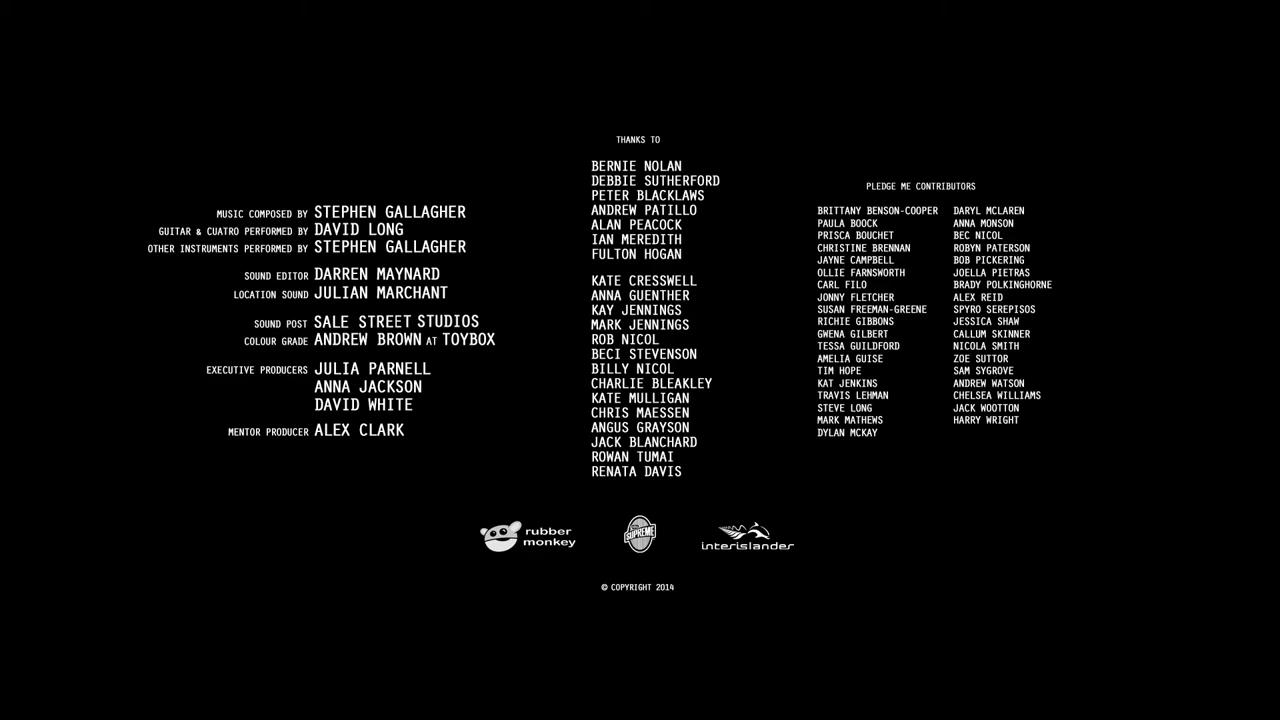 MUSIC COMPOSED BY STEPHEN GALLAGHER
GUITAR & CUATRO PERFORMED BY DAVID LONG
OTHER INSTRUMENTS PERFORMED BY STEPHEN GALLAGHER
SOUND EDITOR DARREN MAYNARD
LOCATION SOUND JULIAN MARCHANT
SOUND POST SALE STREET STUDIOS
COLOUR GRADE ANDREW BROWN AT TOYBOX
EXECUTIVE PRODUCERS JULIA PARNELL
ANNA JACKSON
DAVID WHITE
MENTOR PRODUCER ALEX CLARK
THANKS TO
BERNIE NOLAN
DEBBIE SUTHERFORD
PETER BLACKLAWS
ANDREW PATILLO
ALAN PEACOCK
IAN MEREDITH
FULTON HOGAN
KATE CRESSWELL
ANNA GUENTHER
KAY JENNINGS
MARK JENNINGS
ROB NICOL
BECI STEVENSON
BILLY NICOL
CHARLIE BLEAKLEY
KATE MULLIGAN
CHRIS MAESSEN
ANGUS GRAYSON
JACK BLANCHARD
ROWAN TUMAI
RENATA DAVIS
PLEDGE ME CONTRIBUTORS
BRITTANY BENSON-COOPER
PAULA BOOCK
PRISCA BOUCHET
CHRISTINE BRENNAN
JAYNE CAMPBELL
OLLIE FARNSWORTH
CARL FILO
JONNY FLETCHER
SUSAN FREEMAN-GREENE
RICHIE GIBBONS
GWENA GILBERT
TESSA GUILDFORD
AMELIA GUISE
TIM HOPE
KAT JENKINS
TRAVIS LEHMAN
STEVE LONG
MARK MATHEWS
DYLAN MCKAY
DARYL MCLAREN
ANNA MONSON
BEC NICOL
ROBYN PATERSON
BOB PICKERING
JOELLA PIETRAS
BRADY POLKINGHORNE
ALEX REID
SPYRO SEREPISOS
JESSICA SHAW
CALLUM SKINNER
NICOLA SMITH
ZOE SUTTOR
SAM SYGROVE
ANDREW WATSON
CHELSEA WILLIAMS
JACK WOOTTON
HARRY WRIGHT
rubber
monkey
SUPREME
interislander
© COPYRIGHT 2014